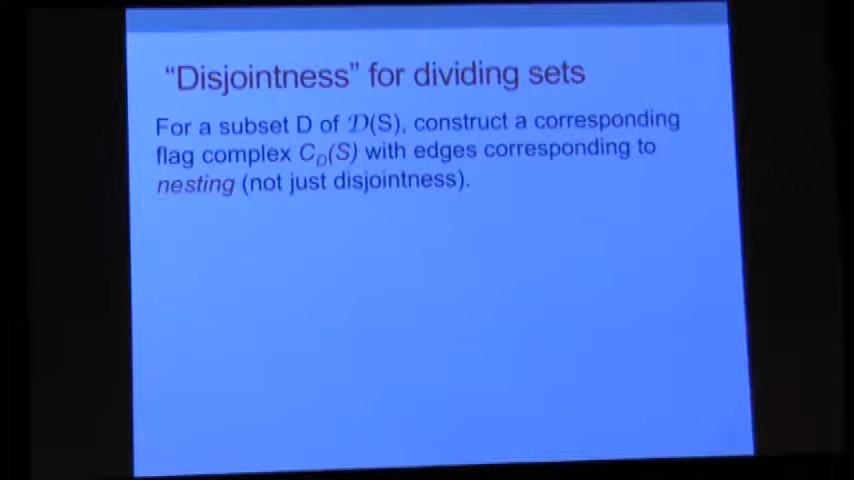 “Disjointness” for dividing sets
For a subset D of 𝒟(S), construct a corresponding
flag complex C_D(S) with edges corresponding to
nesting (not just disjointness).